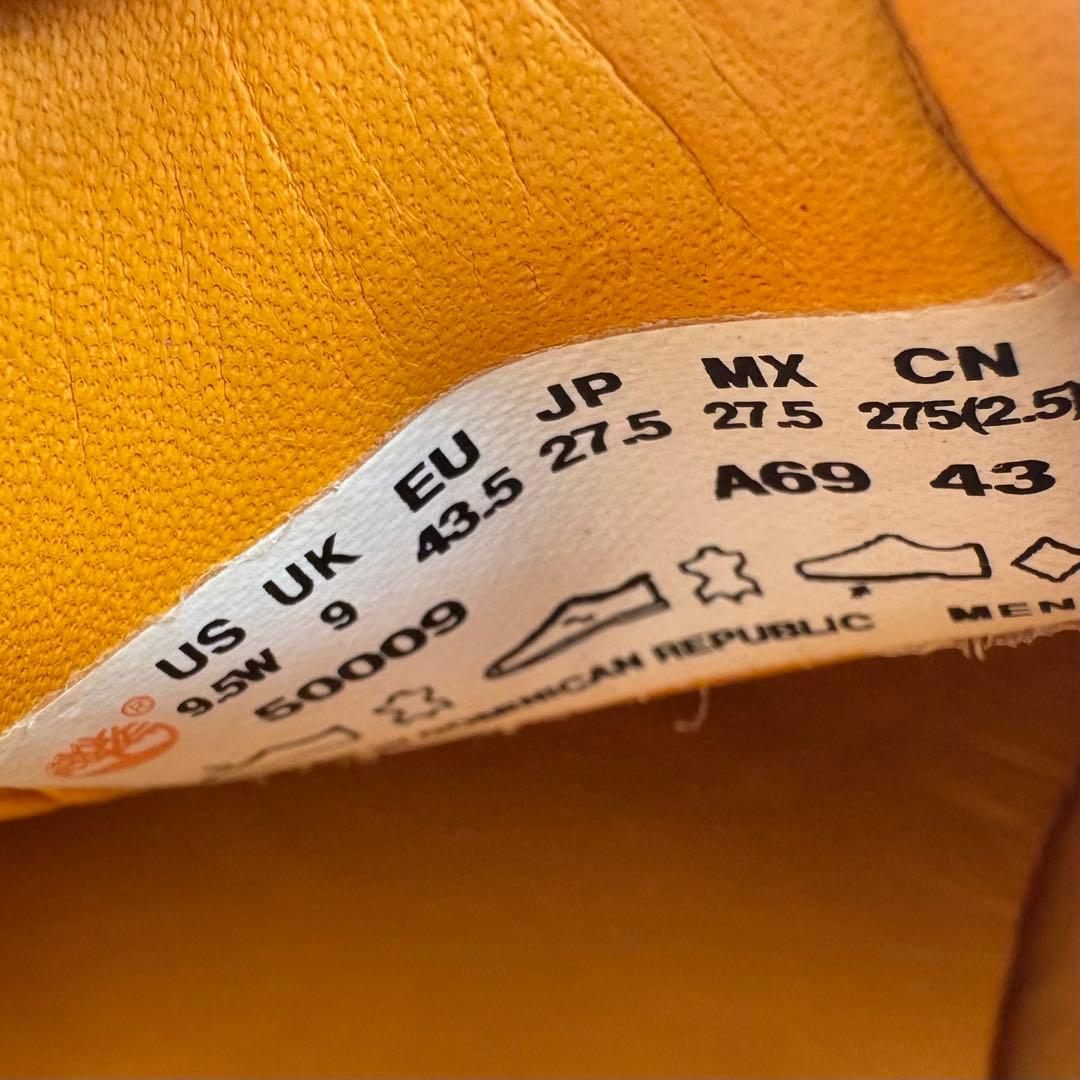 US UK EU JP MX CN
9.5W 9 43.5 27.5 27.5 275(2.5)
50009 A69 43
DOMINICAN REPUBLIC MEN
®